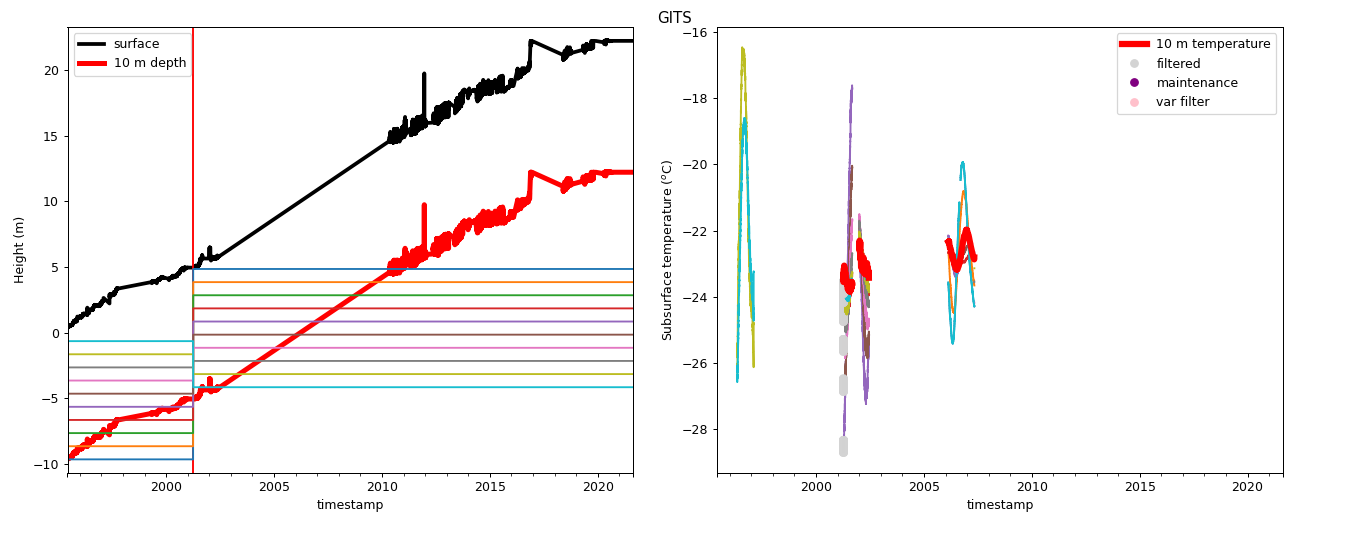 GITS
surface
10 m depth
Height (m)
20
15
10
5
0
−5
−10
2000
2005
2010
2015
2020
timestamp
10 m temperature
filtered
maintenance
var filter
Subsurface temperature (°C)
−16
−18
−20
−22
−24
−26
−28
2000
2005
2010
2015
2020
timestamp